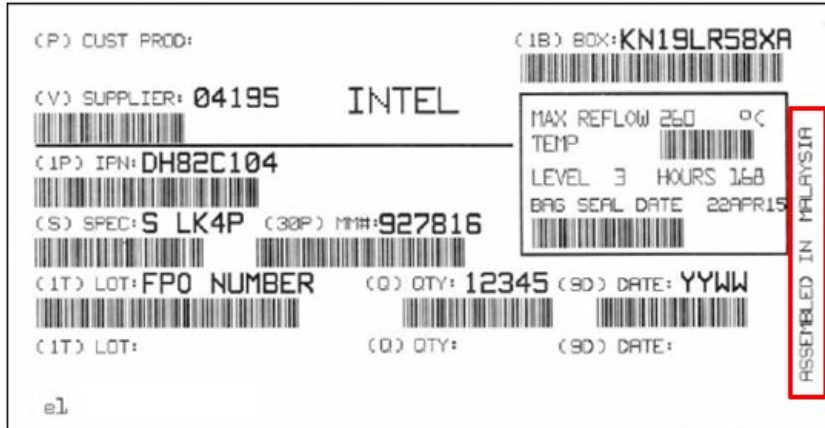 (P) CUST PROD:
(1B) BOX: KN19LR58XA
(V) SUPPLIER: 04195
INTEL
MAX REFLOW 260 °C
TEMP
LEVEL 3 HOURS 168
BAG SEAL DATE 22APR15
(1P) IPN: DH82C104
(S) SPEC: S LK4P (30P) MM#: 927816
(1T) LOT: FPO NUMBER (Q) QTY: 12345 (9D) DATE: YYWW
(1T) LOT: (Q) QTY: (9D) DATE:
e1
ASSEMBLED IN MALAYSIA